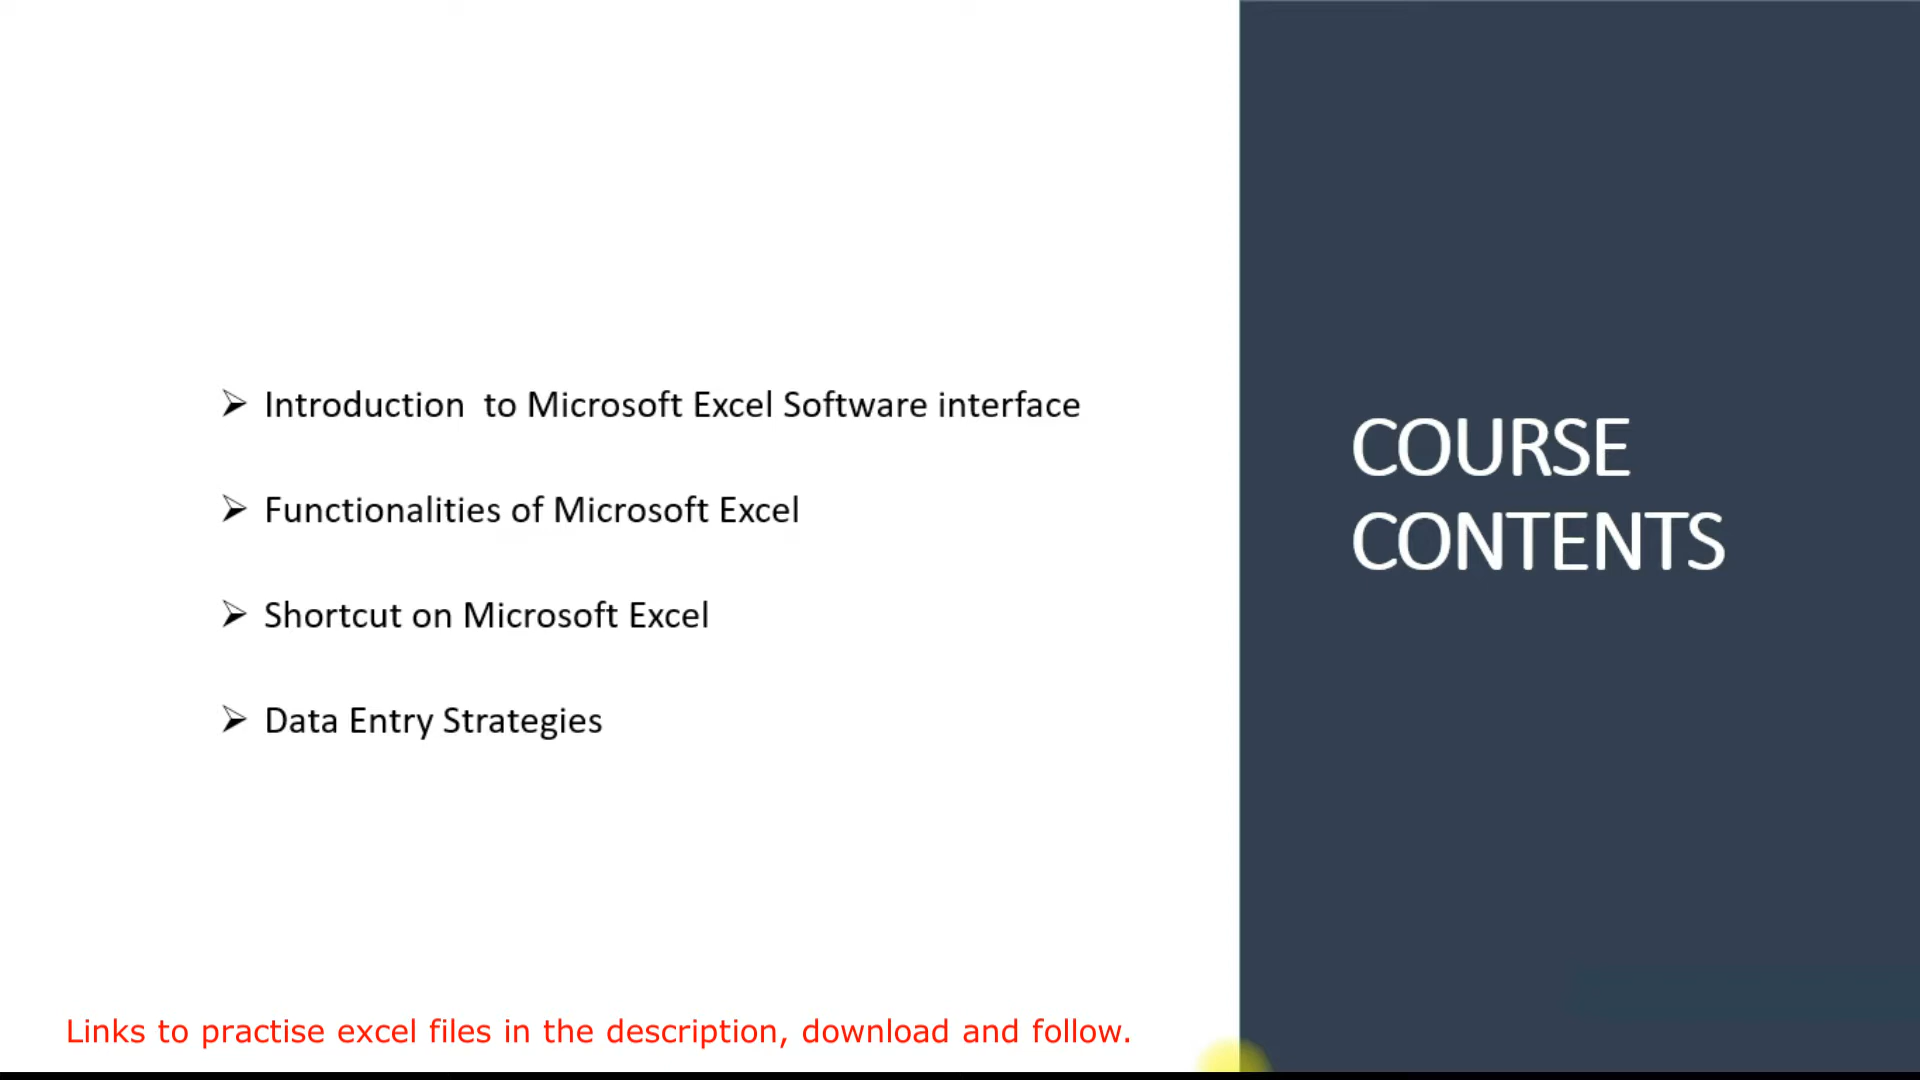 Introduction  to Microsoft Excel Software interface
Functionalities of Microsoft Excel
Shortcut on Microsoft Excel
Data Entry Strategies
COURSE
CONTENTS
Links to practise excel files in the description, download and follow.